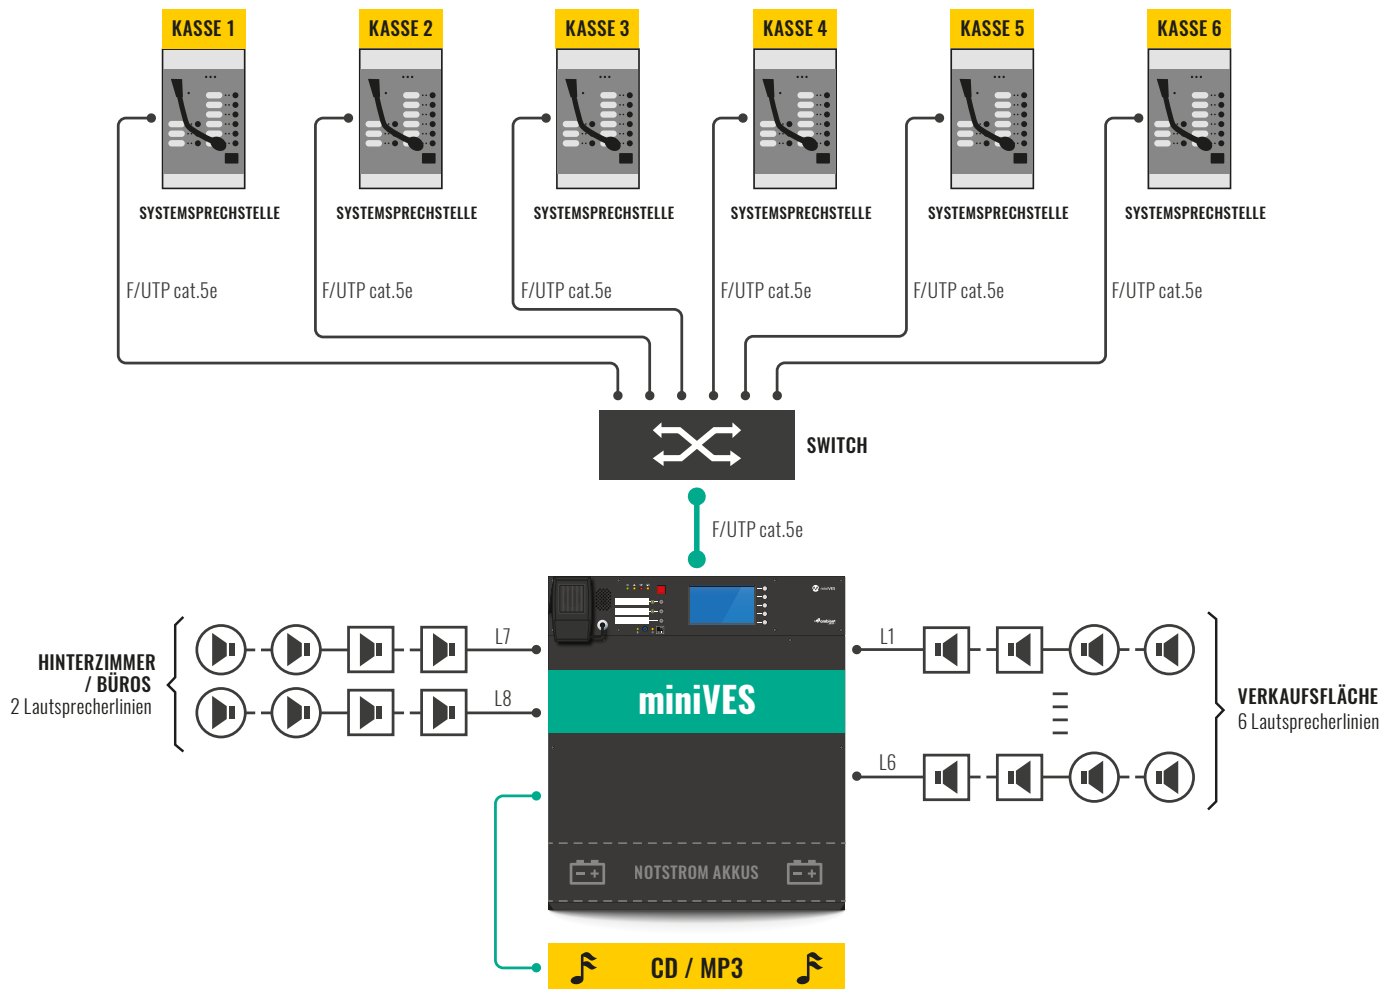 KASSE 1
KASSE 2
KASSE 3
KASSE 4
KASSE 5
KASSE 6
SYSTEMSPRECHSTELLE
SYSTEMSPRECHSTELLE
SYSTEMSPRECHSTELLE
SYSTEMSPRECHSTELLE
SYSTEMSPRECHSTELLE
SYSTEMSPRECHSTELLE
F/UTP cat.5e
F/UTP cat.5e
F/UTP cat.5e
F/UTP cat.5e
F/UTP cat.5e
F/UTP cat.5e
SWITCH
F/UTP cat.5e
miniVES
HINTERZIMMER
/ BÜROS
2 Lautsprecherlinien
L7
L8
miniVES
L1
L6
VERKAUFSFLÄCHE
6 Lautsprecherlinien
NOTSTROM AKKUS
CD / MP3